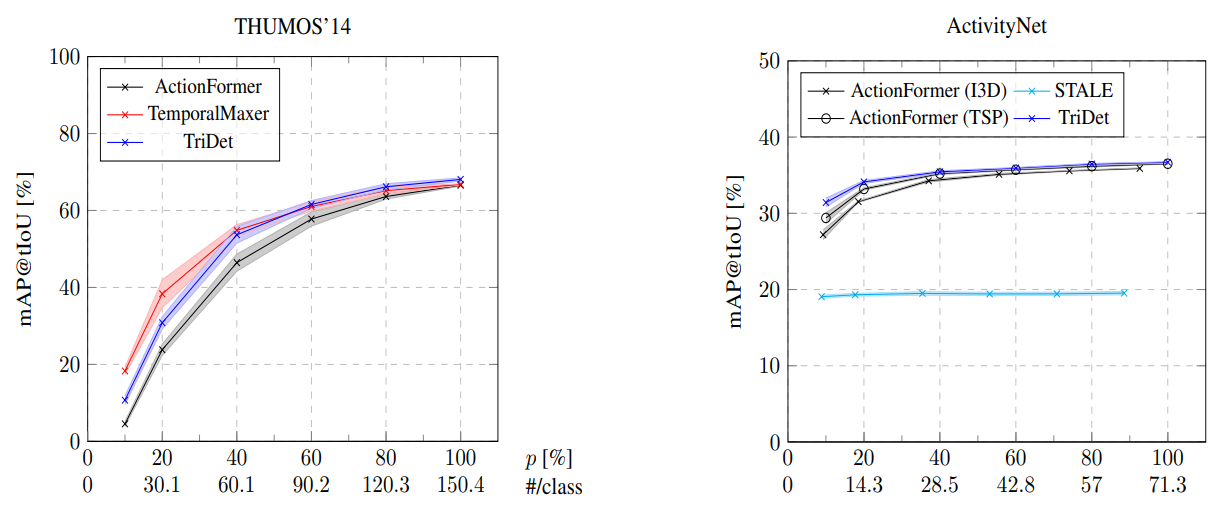 THUMOS’14
100
80
60
40
20
0
mAP@tIoU [%]
ActionFormer
TemporalMaxer
TriDet
0 20 40 60 80 100 p [%]
0 30.1 60.1 90.2 120.3 150.4 #/class
ActivityNet
50
40
30
20
10
0
mAP@tIoU [%]
ActionFormer (I3D) STALE
ActionFormer (TSP) TriDet
0 20 40 60 80 100
0 14.3 28.5 42.8 57 71.3